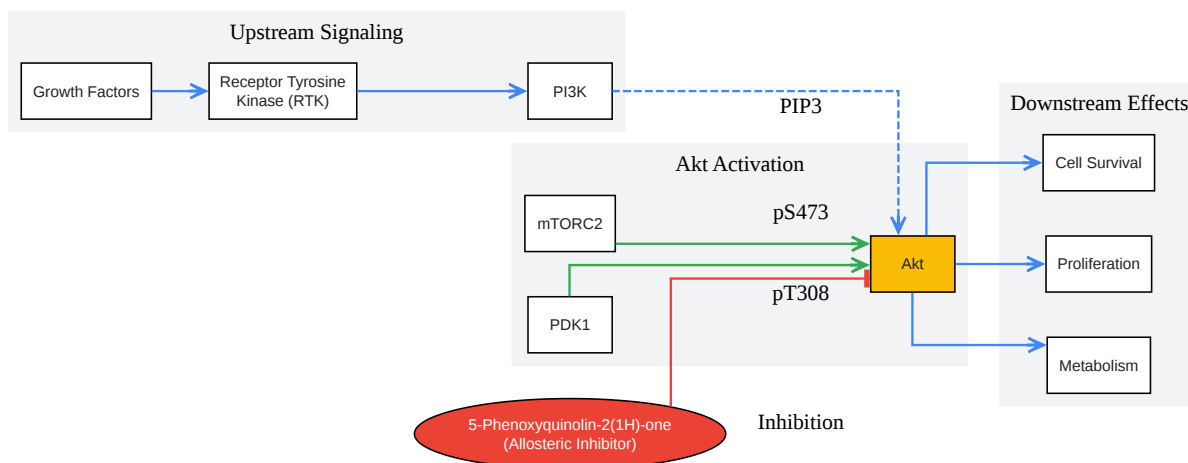 Upstream Signaling
Growth Factors
Receptor Tyrosine
Kinase (RTK)
PI3K
PIP3
Downstream Effects
Akt Activation
Cell Survival
mTORC2
pS473
Akt
Proliferation
pT308
PDK1
Metabolism
5-Phenoxyquinolin-2(1H)-one
(Allosteric Inhibitor)
Inhibition